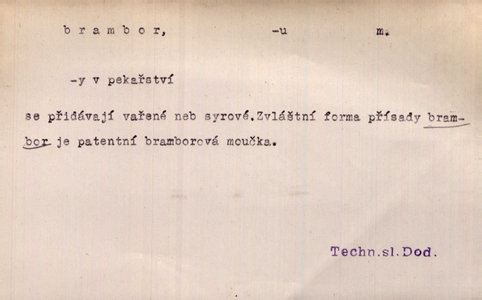 brambor, -u m.
-y v pekařství
se přidávají vařené neb syrové.Zvláštní forma přísady bram-
bor je patentní bramborová moučka.
Techn.sl.Dod.